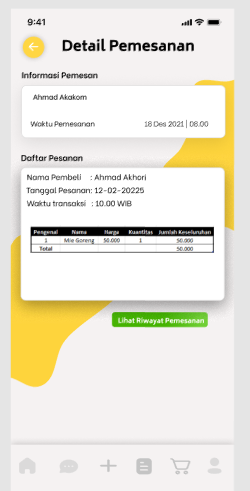 9:41
Detail Pemesanan
Informasi Pemesan
Ahmad Akakom
Waktu Pemesanan 18 Des 2021 | 08.00
Daftar Pesanan
Nama Pembeli : Ahmad Akhori
Tanggal Pesanan: 12-02-20225
Waktu transaksi : 10.00 WIB
Pengenal Nama Harga Kuantitas Jumlah Keseluruhan
1 Mie Goreng 50.000 1 50.000
Total 50.000
Lihat Riwayat Pemesanan